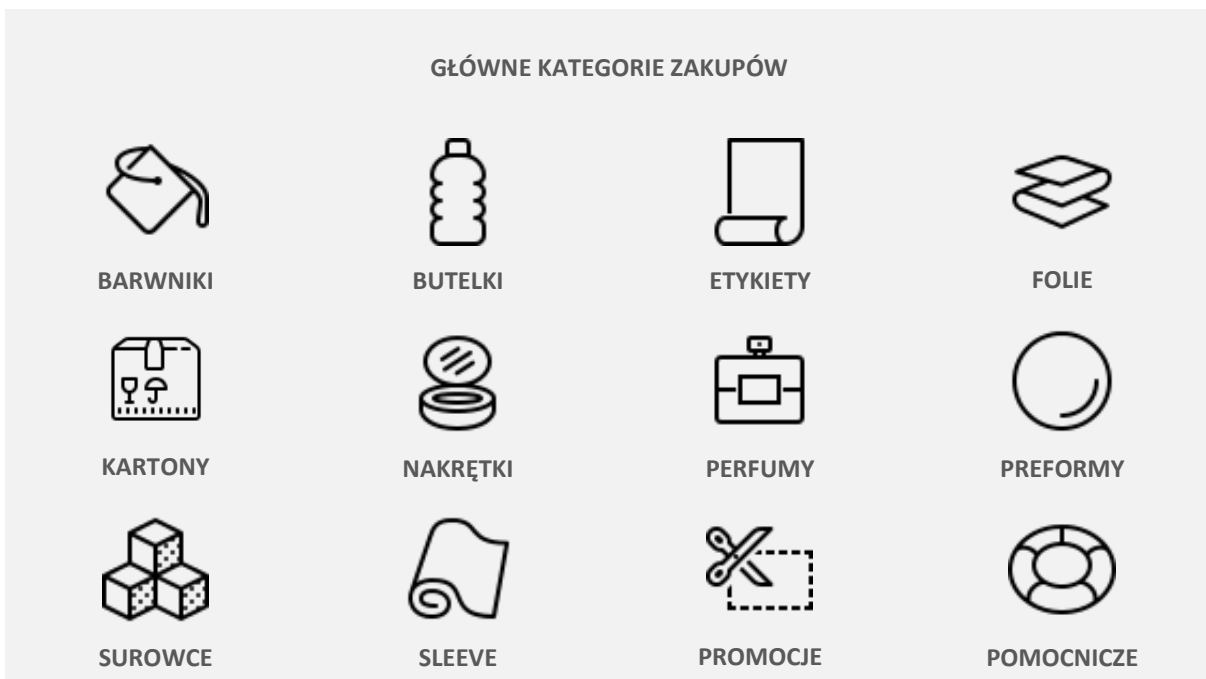 GŁÓWNE KATEGORIE ZAKUPÓW
BARWNIKI BUTELKI ETYKIETY FOLIE
KARTONY NAKRĘTKI PERFUMY PREFORMY
SUROWCE SLEEVE PROMOCJE POMOCNICZE